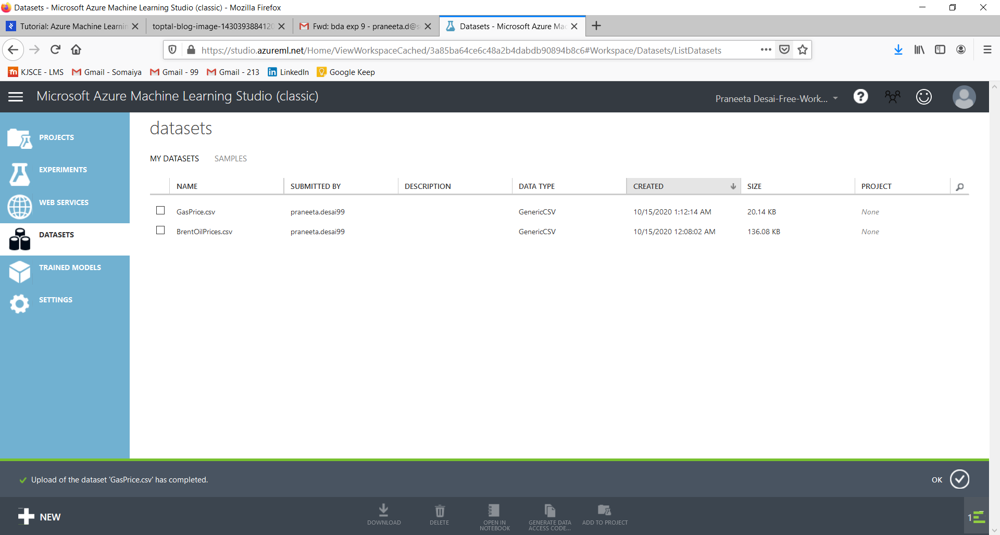 Datasets - Microsoft Azure Machine Learning Studio (classic) - Mozilla Firefox
Tutorial: Azure Machine Learnin
toptal-blog-image-1430393884120
Fwd: bda exp 9 - praneeta.d@s
Datasets - Microsoft Azure Mac
https://studio.azureml.net/Home/ViewWorkspaceCached/3a85ba64ce6c48a2b4dabdb90894b8c6#Workspace/Datasets/ListDatasets
KJSCE - LMS
Gmail - Somaiya
Gmail - 99
Gmail - 213
LinkedIn
Google Keep
Microsoft Azure Machine Learning Studio (classic)
Praneeta Desai-Free-Work...
PROJECTS
EXPERIMENTS
WEB SERVICES
DATASETS
TRAINED MODELS
SETTINGS
datasets
MY DATASETS SAMPLES
NAME SUBMITTED BY DESCRIPTION DATA TYPE CREATED SIZE PROJECT
GasPrice.csv praneeta.desai99 GenericCSV 10/15/2020 1:12:14 AM 20.14 KB None
BrentOilPrices.csv praneeta.desai99 GenericCSV 10/15/2020 12:08:02 AM 136.08 KB None
Upload of the dataset 'GasPrice.csv' has completed.
OK
NEW
DOWNLOAD
DELETE
OPEN IN
NOTEBOOK
GENERATE DATA
ACCESS CODE...
ADD TO PROJECT
1